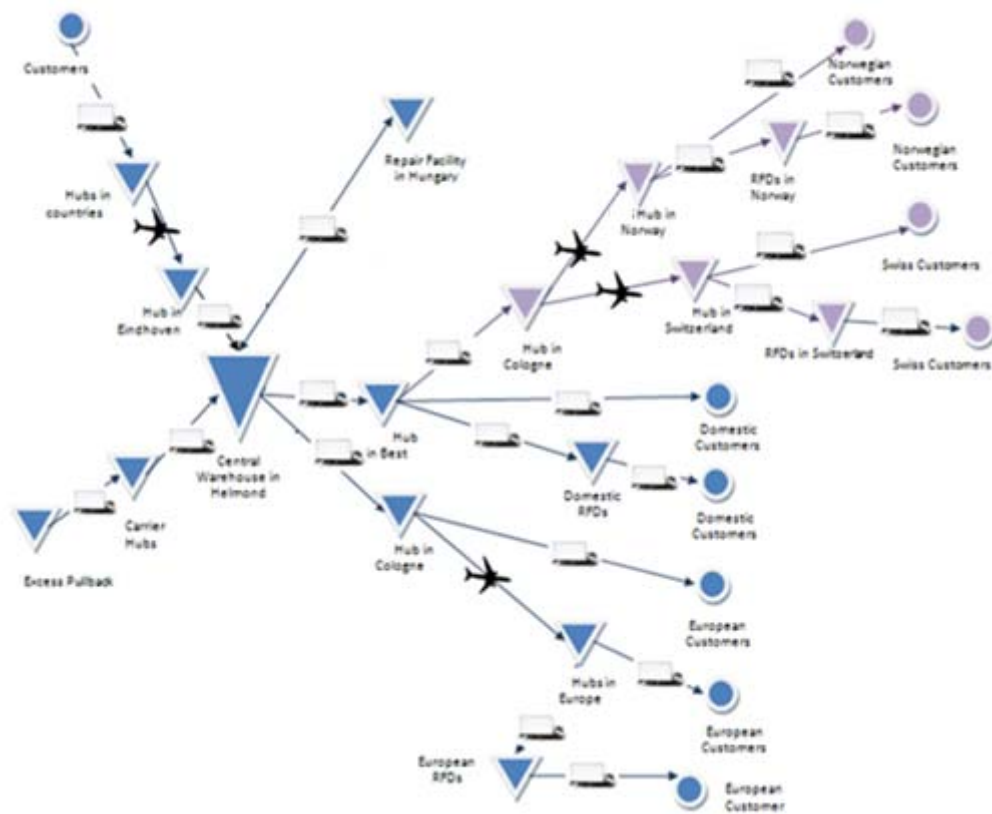 Customers
Hubs in
countries
Hub in
Eindhoven
Repair Facility
in Hungary
Central
Warehouse in
Helmond
Carrier
Hubs
Excess Pullback
Hub
in Best
Hub in
Cologne
Hub in
Cologne
Hub in
Norway
RFDs in
Norway
Norwegian
Customers
Norwegian
Customers
Hub in
Switzerland
RFDs in Switzerland
Swiss Customers
Swiss Customers
Domestic
Customers
Domestic
RFDs
Domestic
Customers
European
Customers
Hubs in
Europe
European
Customers
European
RFDs
European
Customer